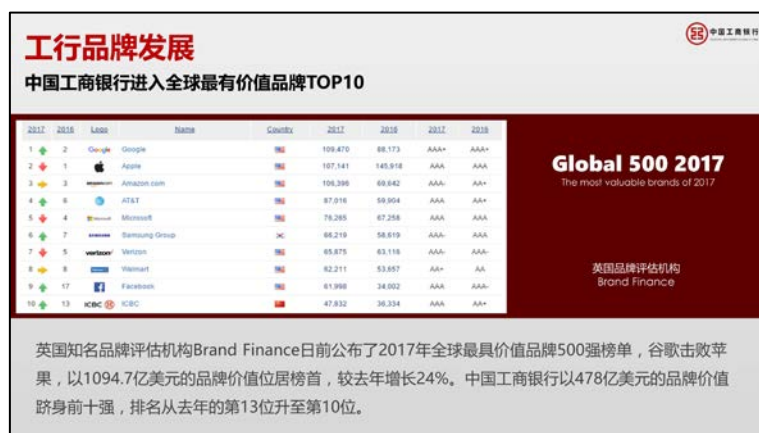 工行品牌发展
中国工商银行
中国工商银行进入全球最有价值品牌TOP10
2017 2016 Logo Name Country 2017 2016 2017 2016
1 2 Google Google 109,470 88,173 AAA+ AAA+
2 1 Apple 107,141 145,918 AAA AAA
3 3 amazon.com Amazon.com 106,396 69,642 AAA- AA+
4 6 AT&T 87,016 59,904 AAA AA+
5 4 Microsoft Microsoft 76,265 67,258 AAA AAA
6 7 SAMSUNG Samsung Group 66,219 58,619 AAA- AAA
7 5 verizon Verizon 65,875 63,116 AAA- AAA-
8 8 Walmart Walmart 62,211 53,657 AA+ AA
9 17 Facebook 61,998 34,002 AAA AAA-
10 13 ICBC ICBC 47,832 36,334 AAA AA+
Global 500 2017
The most valuable brands of 2017
英国品牌评估机构
Brand Finance
英国知名品牌评估机构Brand Finance日前公布了2017年全球最具价值品牌500强榜单，谷歌击败苹
果，以1094.7亿美元的品牌价值位居榜首，较去年增长24%。中国工商银行以478亿美元的品牌价值
跻身前十强，排名从去年的第13位升至第10位。